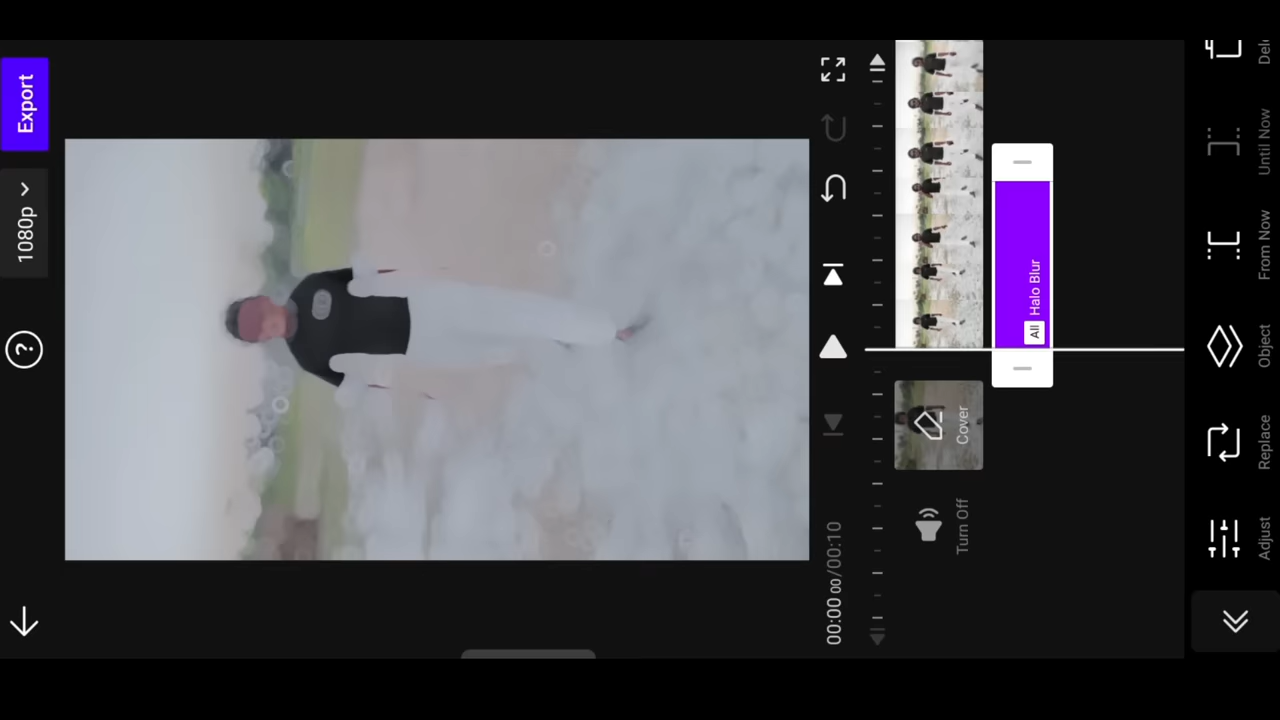 1080p
Export
00:00 00/00:10
Turn Off
Cover
All Halo Blur
Adjust
Replace
Object
From Now
Until Now
Del